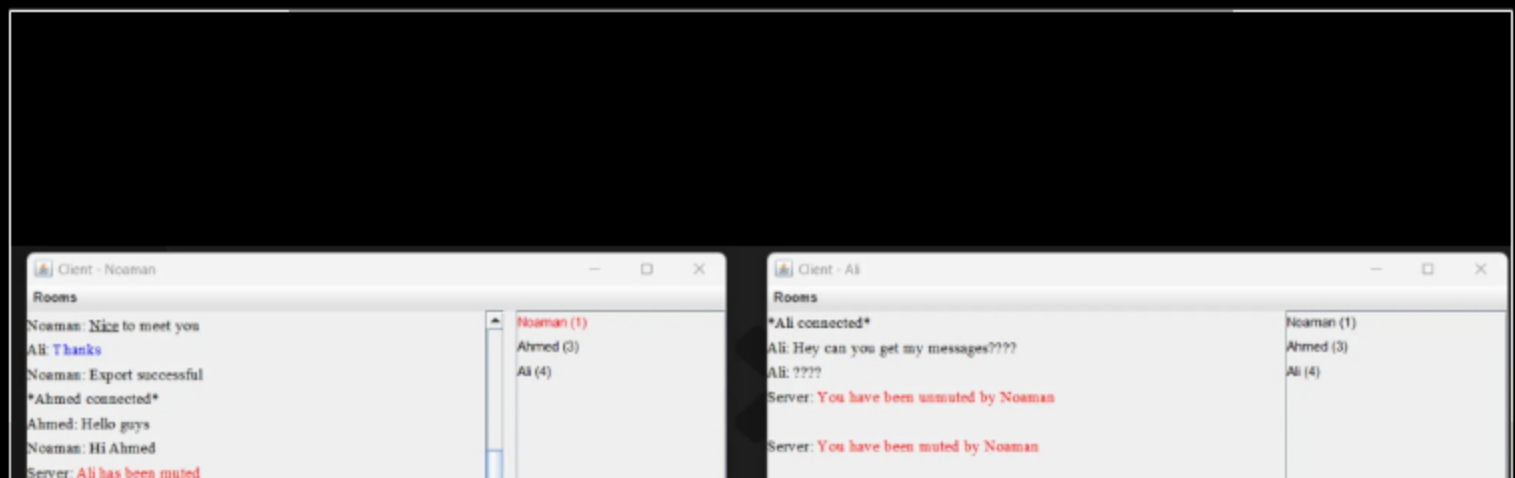 Client - Noaman
Rooms
Noaman: Nice to meet you
Ali: Thanks
Noaman: Export successful
*Ahmed connected*
Ahmed: Hello guys
Noaman: Hi Ahmed
Server: Ali has been muted
Noaman (1)
Ahmed (3)
Ali (4)
Client - Ali
Rooms
*Ali connected*
Ali: Hey can you get my messages????
Ali: ????
Server: You have been unmuted by Noaman
Server: You have been muted by Noaman
Noaman (1)
Ahmed (3)
Ali (4)